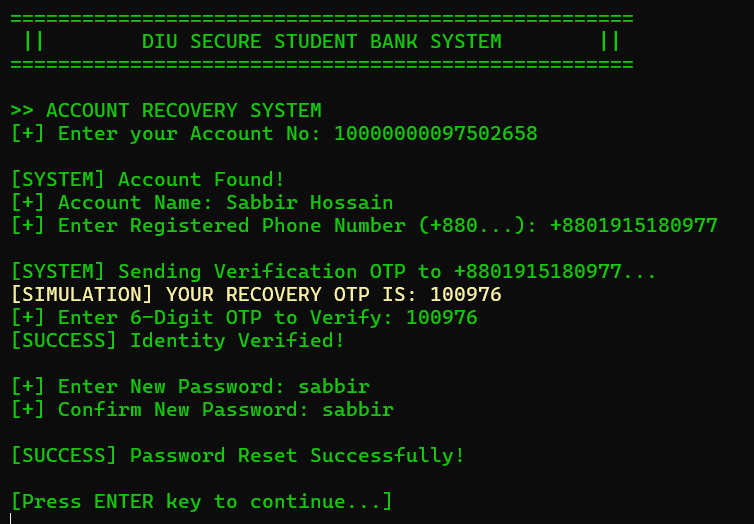 ====================================================
||        DIU SECURE STUDENT BANK SYSTEM        ||
====================================================
>> ACCOUNT RECOVERY SYSTEM
[+] Enter your Account No: 10000000097502658
[SYSTEM] Account Found!
[+] Account Name: Sabbir Hossain
[+] Enter Registered Phone Number (+880...): +8801915180977
[SYSTEM] Sending Verification OTP to +8801915180977...
[SIMULATION] YOUR RECOVERY OTP IS: 100976
[+] Enter 6-Digit OTP to Verify: 100976
[SUCCESS] Identity Verified!
[+] Enter New Password: sabbir
[+] Confirm New Password: sabbir
[SUCCESS] Password Reset Successfully!
[Press ENTER key to continue...]